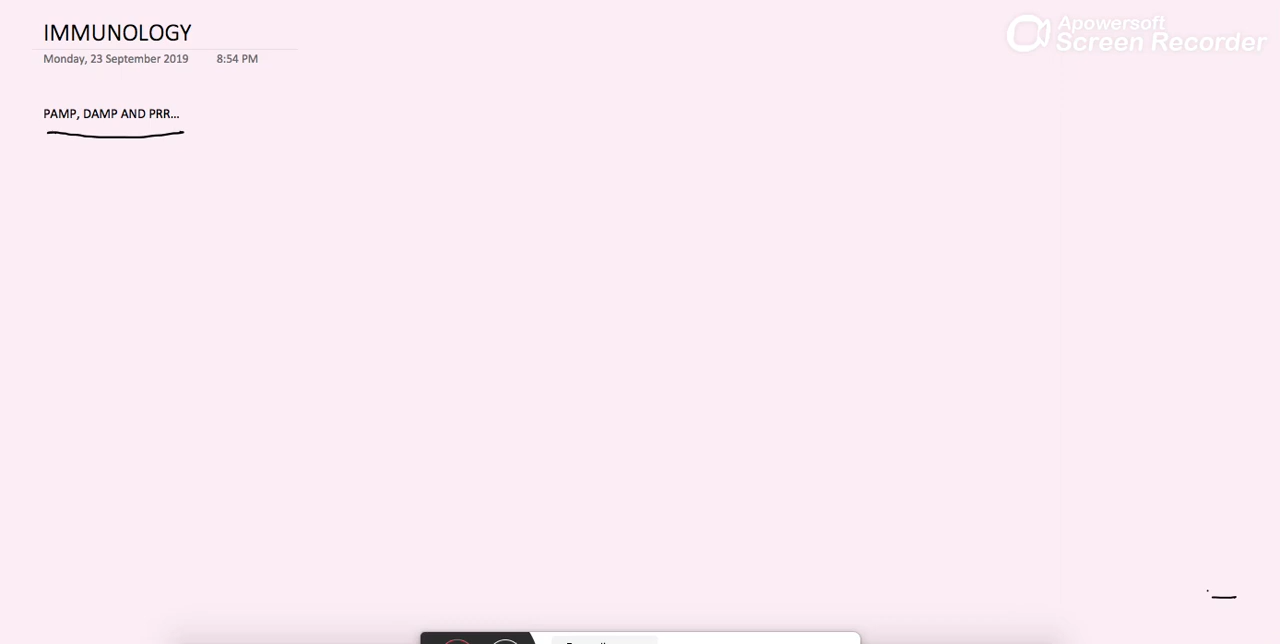 IMMUNOLOGY
Monday, 23 September 2019 8:54 PM
PAMP, DAMP AND PRR...
Apowersoft
Screen Recorder